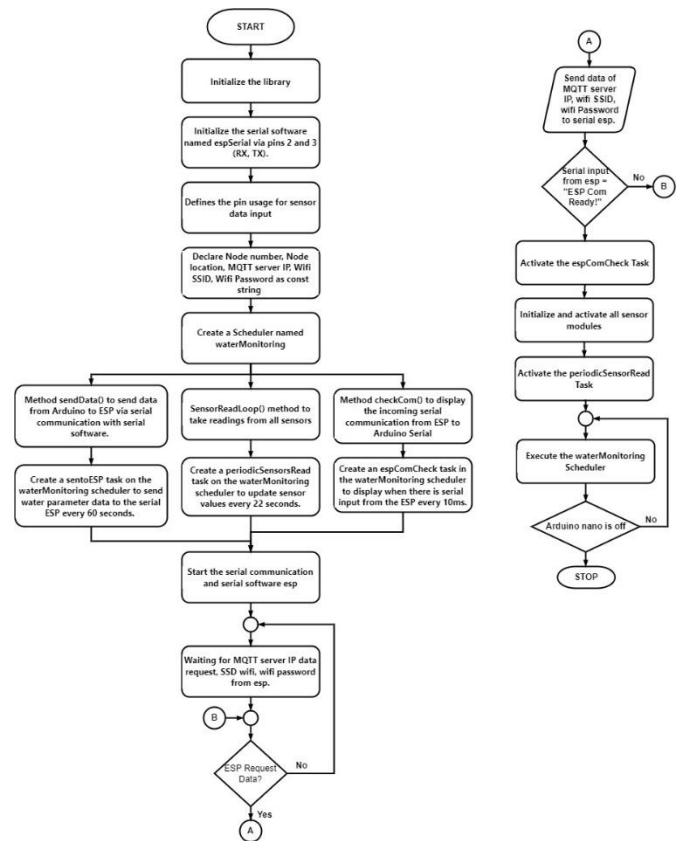 START
Initialize the library
Initialize the serial software
named espSerial via pins 2 and 3
(RX, TX).
Defines the pin usage for sensor
data input
Declare Node number, Node
location, MQTT server IP, Wifi
SSID, Wifi Password as const
string
Create a Scheduler named
waterMonitoring
Method sendData() to send data
from Arduino to ESP via serial
communication with serial
software.
SensorReadLoop() method to
take readings from all sensors
Method checkCom() to display
the incoming serial
communication from ESP to
Arduino Serial
Create a sentoESP task on the
waterMonitoring scheduler to send
water parameter data to the serial
ESP every 60 seconds.
Create a periodicSensorsRead
task on the waterMonitoring
scheduler to update sensor
values every 22 seconds.
Create an espComCheck task in
the waterMonitoring scheduler
to display when there is serial
input from the ESP every 10ms.
Start the serial communication
and serial software esp
Waiting for MQTT server IP data
request, SSD wifi, wifi password
from esp.
B
ESP Request
Data?
No
Yes
A
A
Send data of
MQTT server
IP, wifi SSID,
wifi Password
to serial esp.
Serial input
from esp =
"ESP Com
Ready!"
No
B
Activate the espComCheck Task
Initialize and activate all sensor
modules
Activate the periodicSensorRead
Task
Execute the waterMonitoring
Scheduler
Arduino nano is off
No
STOP